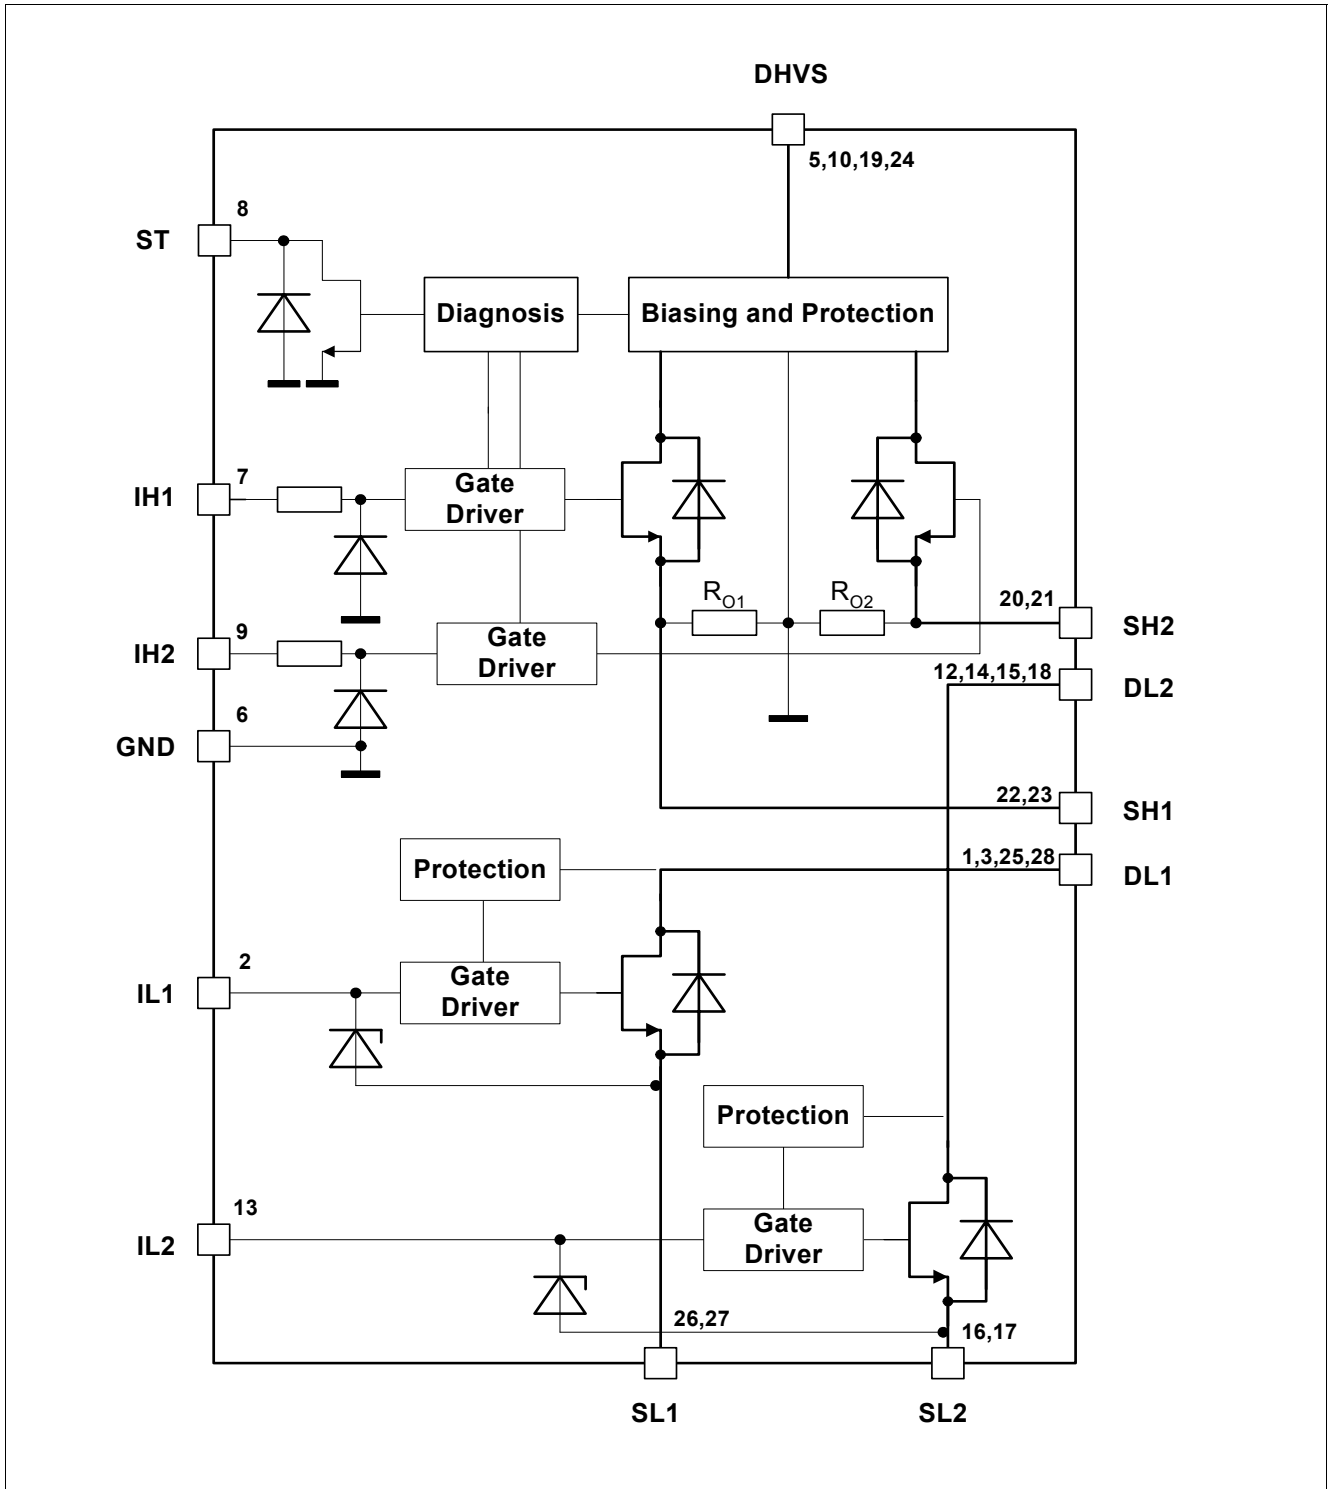 DHVS
5,10,19,24
8
ST
Diagnosis
Biasing and Protection
7
IH1
Gate
Driver
RO1
RO2
20,21
SH2
9
IH2
Gate
Driver
12,14,15,18
DL2
6
GND
22,23
SH1
Protection
1,3,25,28
DL1
2
IL1
Gate
Driver
Protection
13
IL2
Gate
Driver
26,27
16,17
SL1
SL2